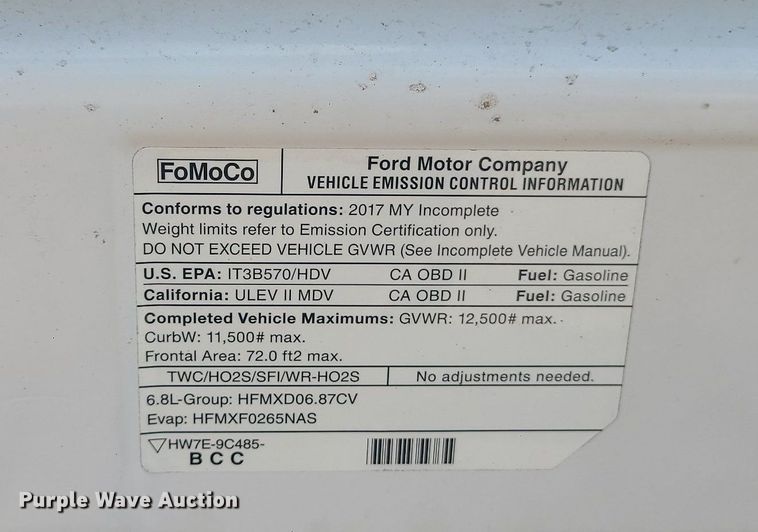 FoMoCo
Ford Motor Company
VEHICLE EMISSION CONTROL INFORMATION
Conforms to regulations: 2017 MY Incomplete
Weight limits refer to Emission Certification only.
DO NOT EXCEED VEHICLE GVWR (See Incomplete Vehicle Manual).
U.S. EPA: IT3B570/HDV CA OBD II Fuel: Gasoline
California: ULEV II MDV CA OBD II Fuel: Gasoline
Completed Vehicle Maximums: GVWR: 12,500# max.
CurbW: 11,500# max.
Frontal Area: 72.0 ft2 max.
TWC/HO2S/SFI/WR-HO2S No adjustments needed.
6.8L-Group: HFMXD06.87CV
Evap: HFMXF0265NAS
HW7E-9C485-
BCC
Purple Wave Auction